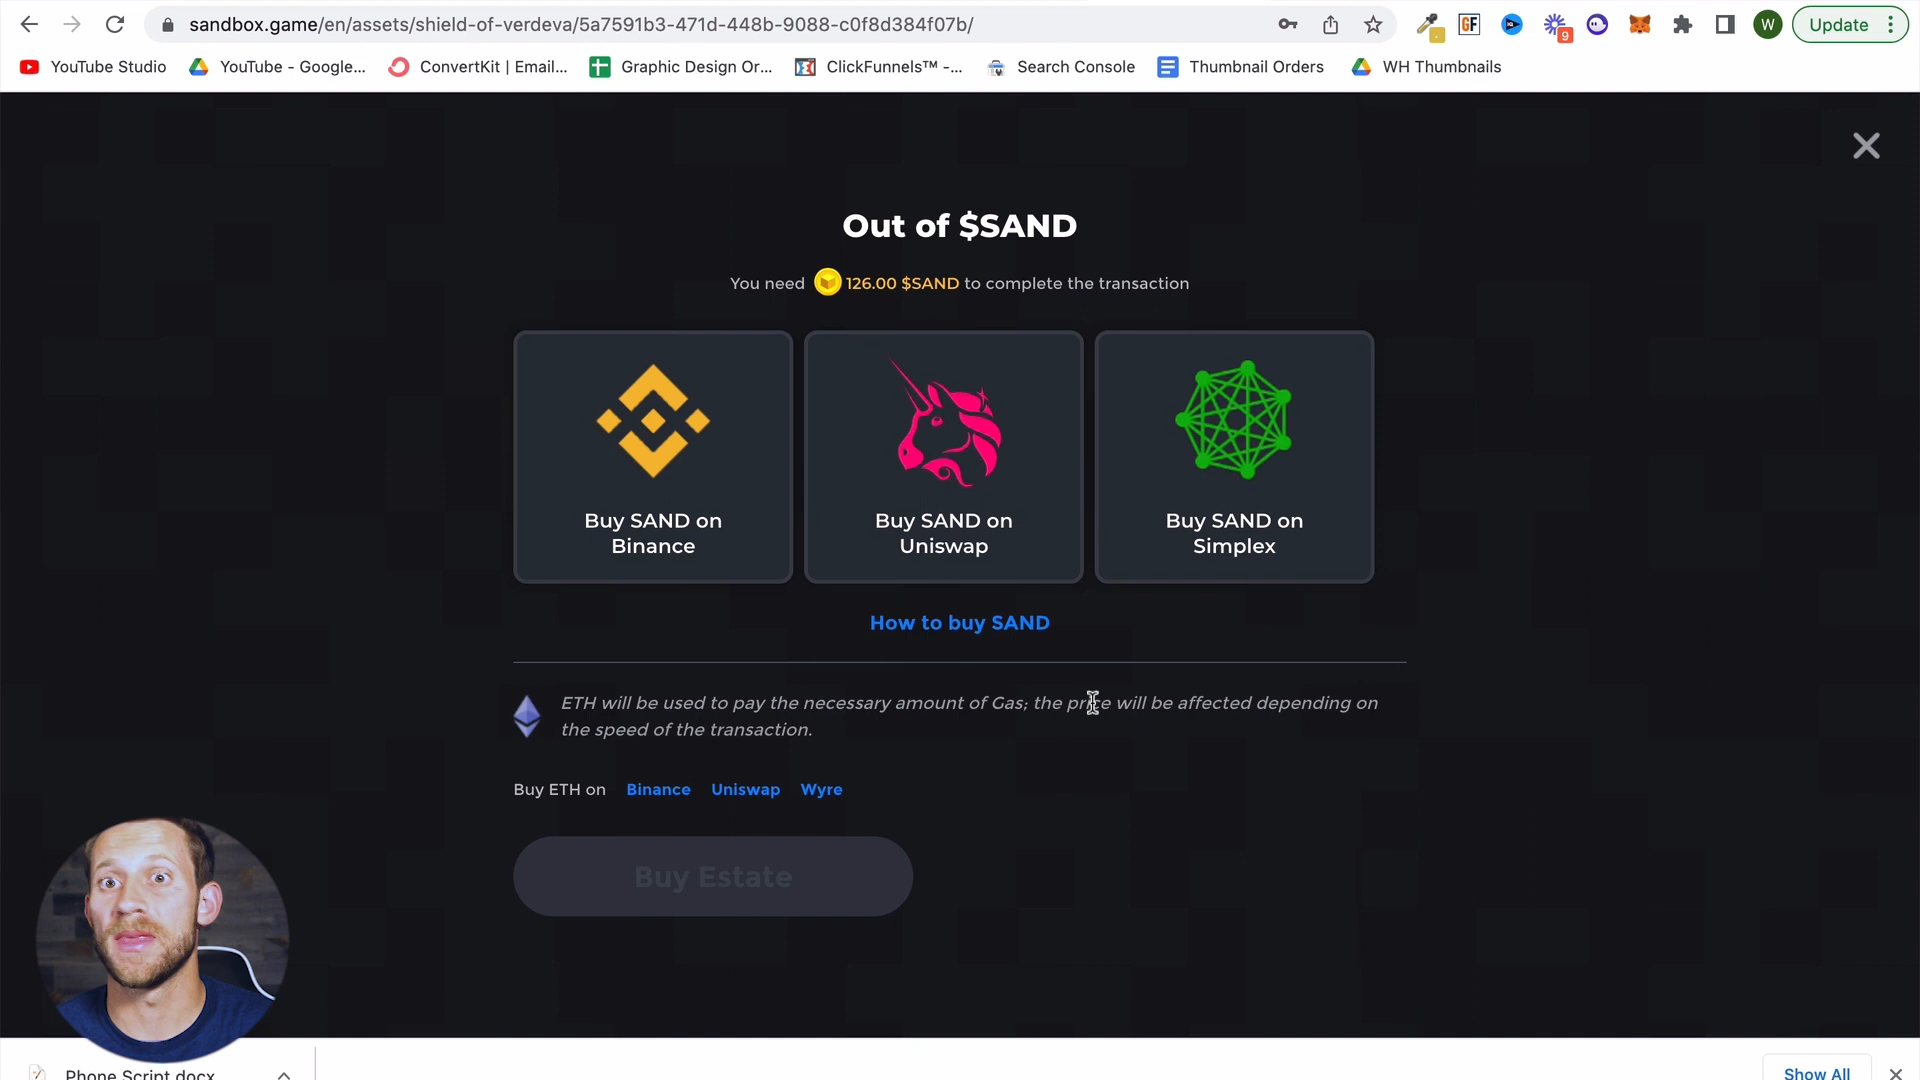 sandbox.game/en/assets/shield-of-verdeva/5a7591b3-471d-448b-9088-c0f8d384f07b/
GF
9
W
Update
YouTube Studio
YouTube - Google...
ConvertKit | Email...
Graphic Design Or...
ClickFunnels™ -...
Search Console
Thumbnail Orders
WH Thumbnails
Out of $SAND
You need 126.00 $SAND to complete the transaction
Buy SAND on
Binance
Buy SAND on
Uniswap
Buy SAND on
Simplex
How to buy SAND
ETH will be used to pay the necessary amount of Gas; the price will be affected depending on
the speed of the transaction.
Buy ETH on Binance Uniswap Wyre
Buy Estate
Phone Script.docx
Show All